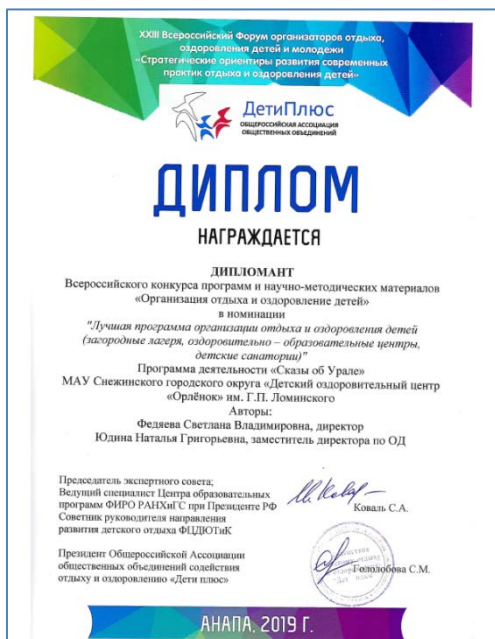 XXIII Всероссийский Форум организаторов отдыха,
оздоровления детей и молодежи
«Стратегические ориентиры развития современных
практик отдыха и оздоровления детей»
ДетиПлюс
ОБЩЕРОССИЙСКАЯ АССОЦИАЦИЯ
ОБЩЕСТВЕННЫХ ОБЪЕДИНЕНИЙ
ДИПЛОМ
НАГРАЖДАЕТСЯ
ДИПЛОМАНТ
Всероссийского конкурса программ и научно-методических материалов
«Организация отдыха и оздоровление детей»
в номинации
"Лучшая программа организации отдыха и оздоровления детей
(загородные лагеря, оздоровительно – образовательные центры,
детские санатории)"
Программа деятельности «Сказы об Урале»
МАУ Снежинского городского округа «Детский оздоровительный центр
«Орлёнок» им. Г.П. Ломинского
Авторы:
Федяева Светлана Владимировна, директор
Юдина Наталья Григорьевна, заместитель директора по ОД
Председатель экспертного совета;
Ведущий специалист Центра образовательных
программ ФИРО РАНХиГС при Президенте РФ
Советник руководителя направления
развития детского отдыха ФЦДЮТиК
Коваль С.А.
Президент Общероссийской Ассоциации
общественных объединений содействия
отдыху и оздоровлению «Дети плюс»
Голодобова С.М.
АНАПА, 2019 Г.